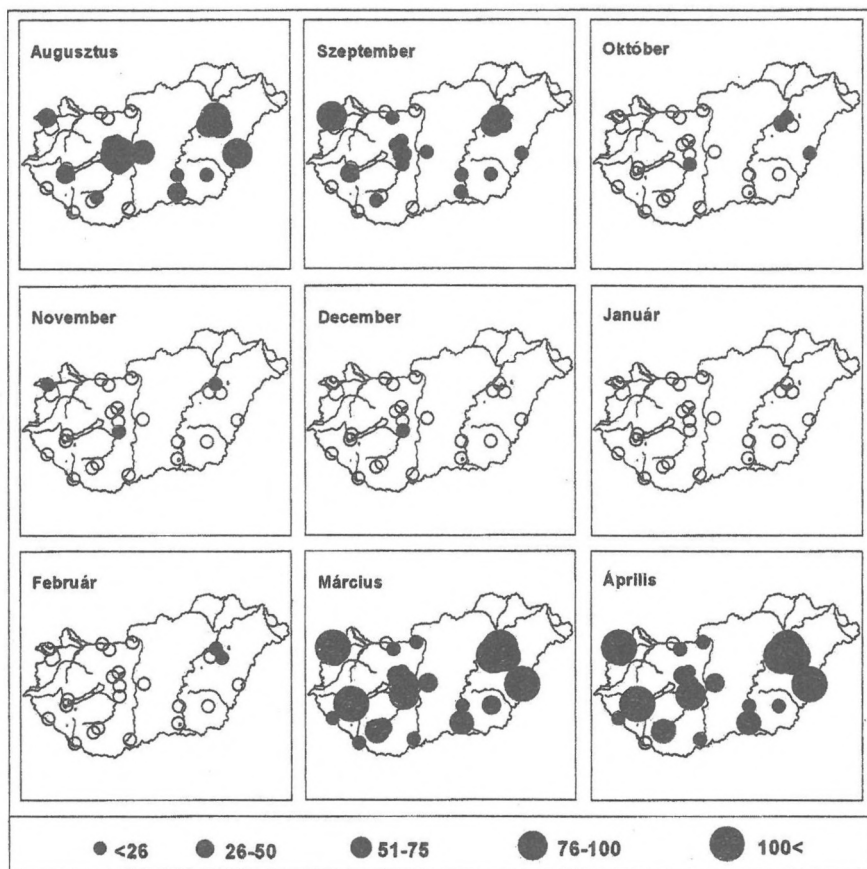 Augusztus Szeptember Október
November December Január
Február Március Április
<26 26-50 51-75 76-100 100<